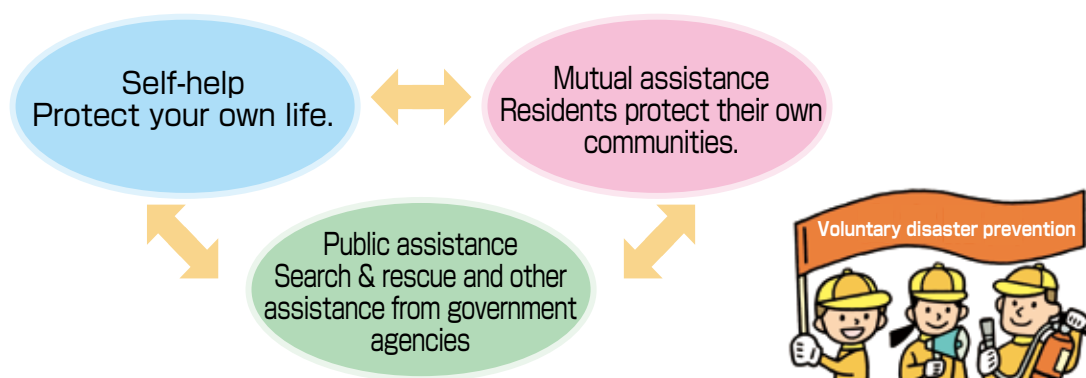 Self-help
Protect your own life.
Mutual assistance
Residents protect their own
communities.
Public assistance
Search & rescue and other
assistance from government
agencies
Voluntary disaster prevention